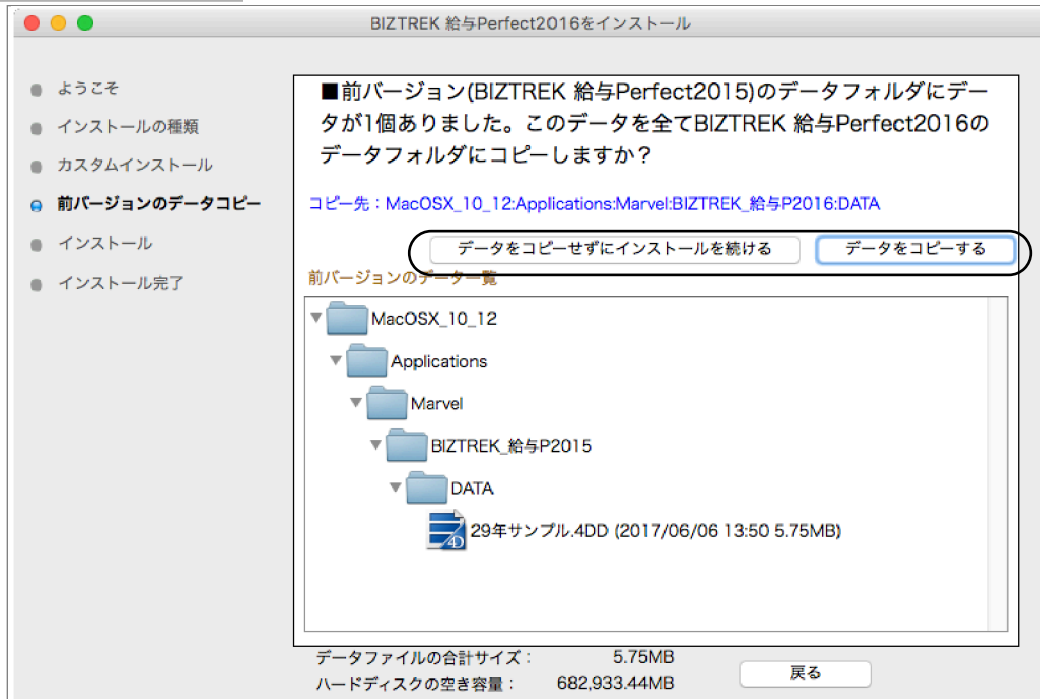 BIZTREK 給与Perfect2016をインストール
ようこそ
インストールの種類
カスタムインストール
前バージョンのデータコピー
インストール
インストール完了
■前バージョン(BIZTREK 給与Perfect2015)のデータフォルダにデー
タが1個ありました。このデータを全てBIZTREK 給与Perfect2016の
データフォルダにコピーしますか？
コピー先：MacOSX_10_12:Applications:Marvel:BIZTREK_給与P2016:DATA
データをコピーせずにインストールを続ける
データをコピーする
前バージョンのデータ一覧
MacOSX_10_12
Applications
Marvel
BIZTREK_給与P2015
DATA
4D
29年サンプル.4DD (2017/06/06 13:50 5.75MB)
データファイルの合計サイズ： 5.75MB
ハードディスクの空き容量： 682,933.44MB
戻る